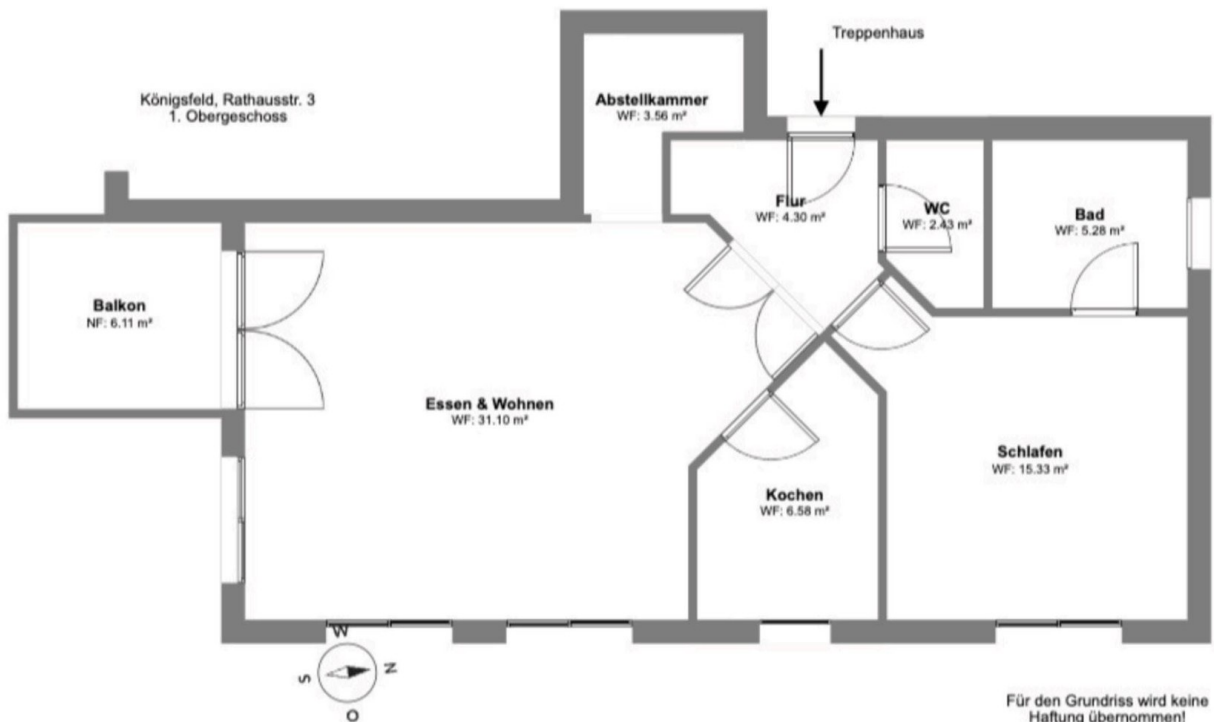 Treppenhaus
Königsfeld, Rathausstr. 3
1. Obergeschoss
Abstellkammer
WF: 3.56 m²
Flur
WF: 4.30 m²
WC
WF: 2.43 m²
Bad
WF: 5.28 m²
Balkon
NF: 6.11 m²
Essen & Wohnen
WF: 31.10 m²
Schlafen
WF: 15.33 m²
Kochen
WF: 6.58 m²
W
S
N
O
Für den Grundriss wird keine
Haftung übernommen!